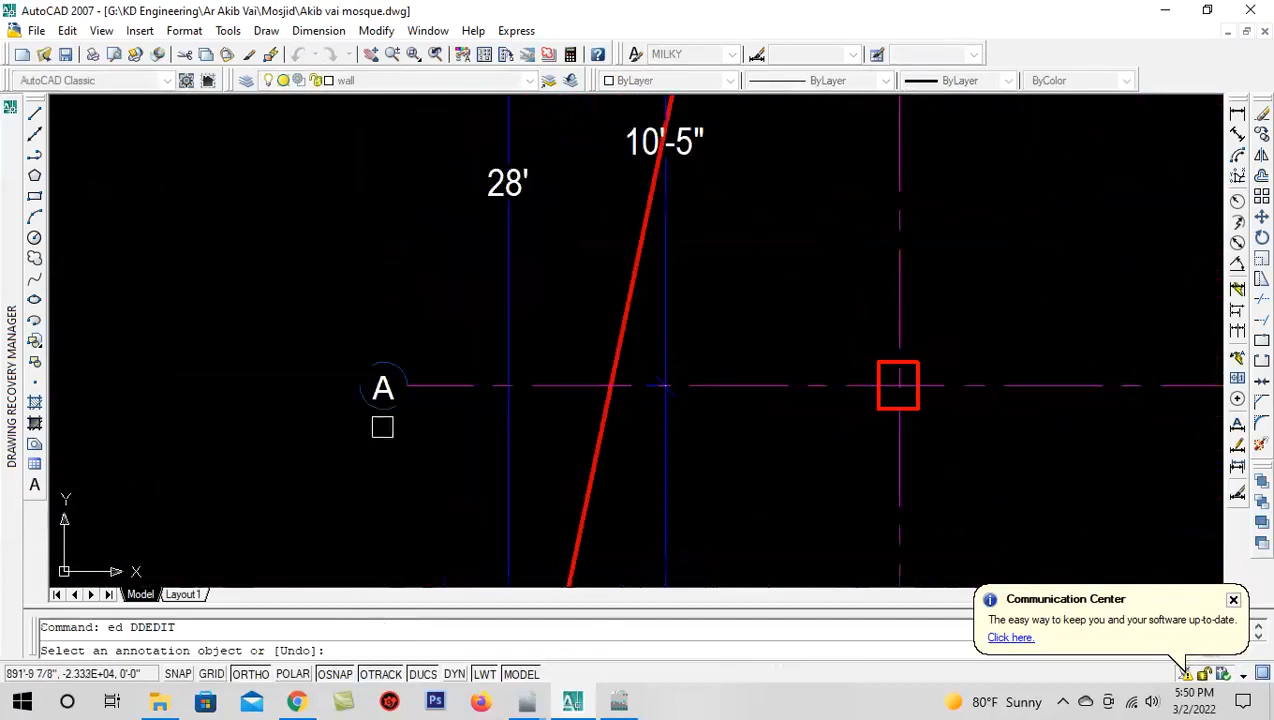 AutoCAD 2007 - [G:\KD Engineering\Ar Akib Vai\Mosjid\Akib vai mosque.dwg]
File Edit View Insert Format Tools Draw Dimension Modify Window Help Express
MILKY
AutoCAD Classic wall ByLayer ByLayer ByLayer ByColor
10'-5"
28'
A
DRAWING RECOVERY MANAGER
A
Y
X
Model Layout1
Communication Center
The easy way to keep you and your software up-to-date.
Click here.
Command: ed DDEDIT
Select an annotation object or [Undo]:
891'-9 7/8", -2.333E+04, 0'-0" SNAP GRID ORTHO POLAR OSNAP OTRACK DUCS DYN LWT MODEL
Ps
80°F Sunny
5:50 PM
3/2/2022